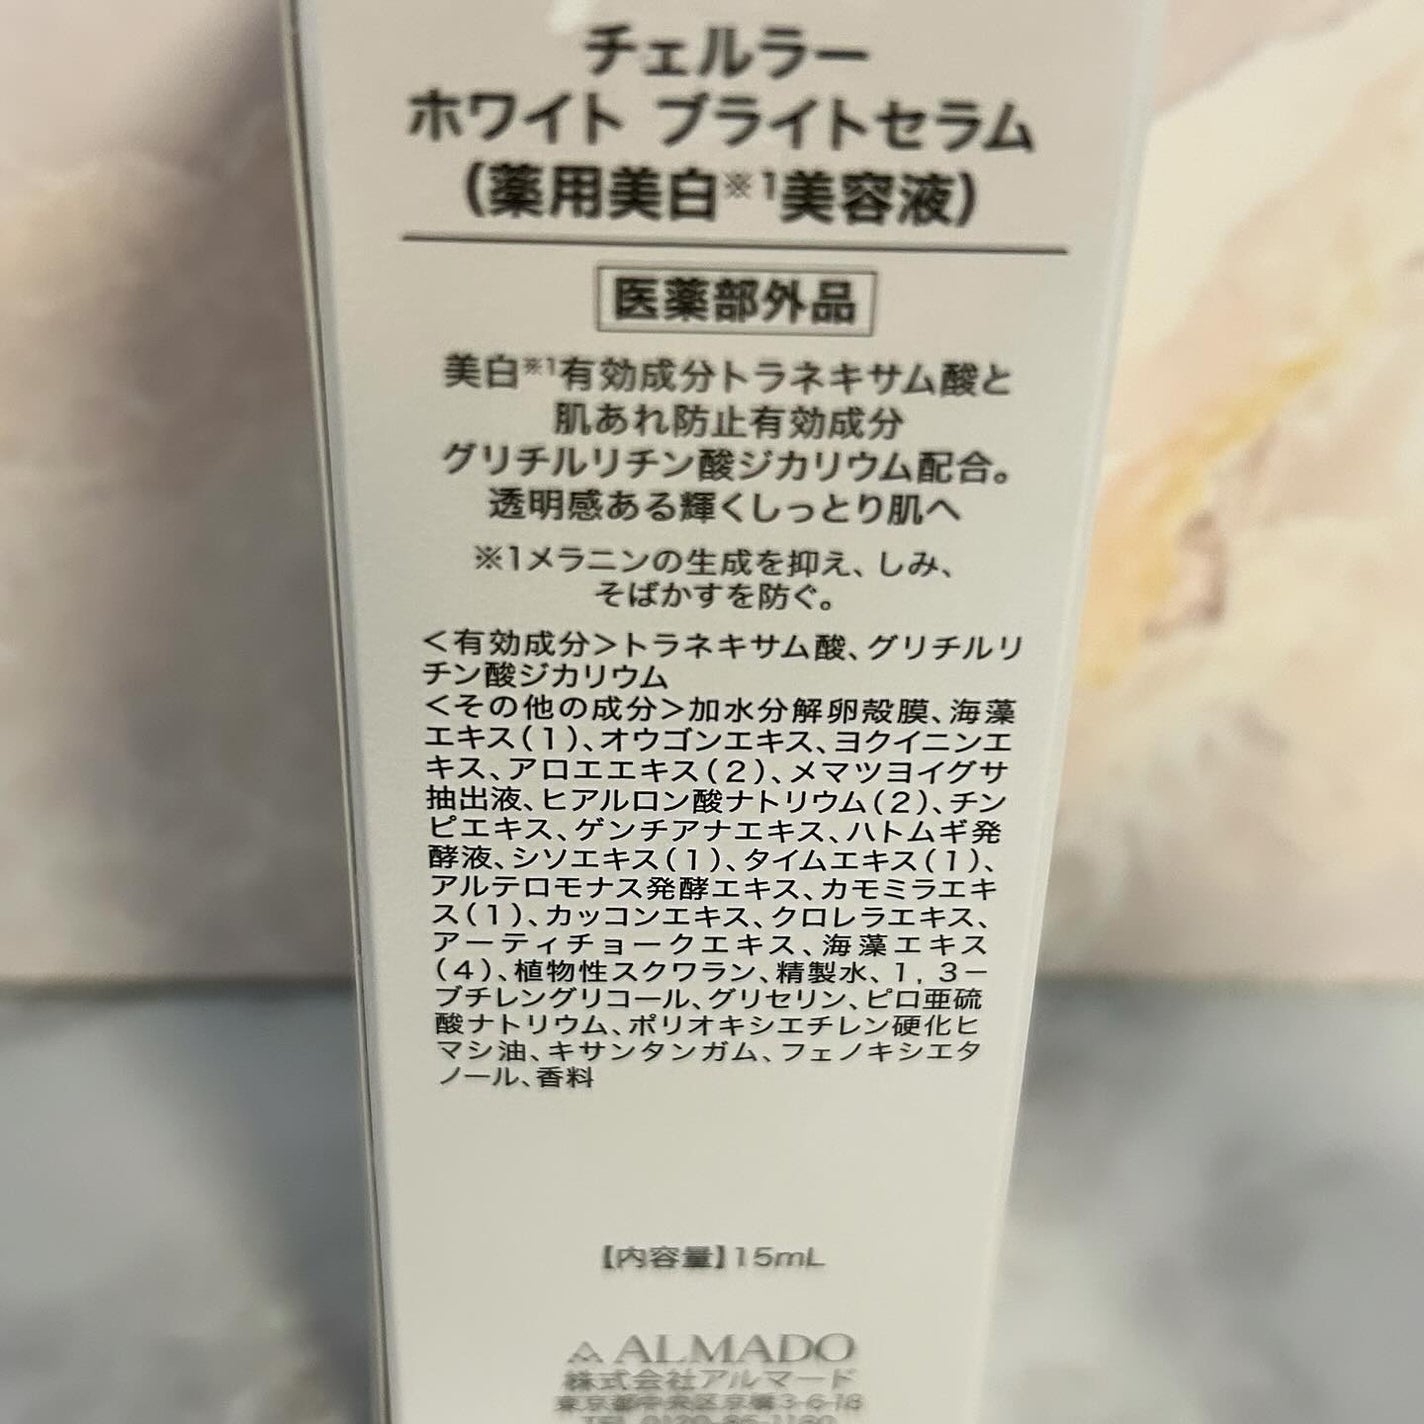 チェルラー
ホワイト ブライトセラム
(薬用美白※1美容液)
医薬部外品
美白※1有効成分トラネキサム酸と
肌あれ防止有効成分
グリチルリチン酸ジカリウム配合。
透明感ある輝くしっとり肌へ
※1メラニンの生成を抑え、しみ、
そばかすを防ぐ。
<有効成分>トラネキサム酸、グリチルリ
チン酸ジカリウム
<その他の成分>加水分解卵殻膜、海藻
エキス(1)、オウゴンエキス、ヨクイニンエ
キス、アロエエキス(2)、メマツヨイグサ
抽出液、ヒアルロン酸ナトリウム(2)、チン
ピエキス、ゲンチアナエキス、ハトムギ発
酵液、シソエキス(1)、タイムエキス(1)、
アルテロモナス発酵エキス、カモミラエキ
ス(1)、カッコンエキス、クロレラエキス、
アーティチョークエキス、海藻エキス
(4)、植物性スクワラン、精製水、1,3-
ブチレングリコール、グリセリン、ピロ亜硫
酸ナトリウム、ポリオキシエチレン硬化ヒ
マシ油、キサンタンガム、フェノキシエタ
ノール、香料
【内容量】15mL
ALMADO
株式会社アルマード
東京都中央区京橋3-6-18
TEL 0120-